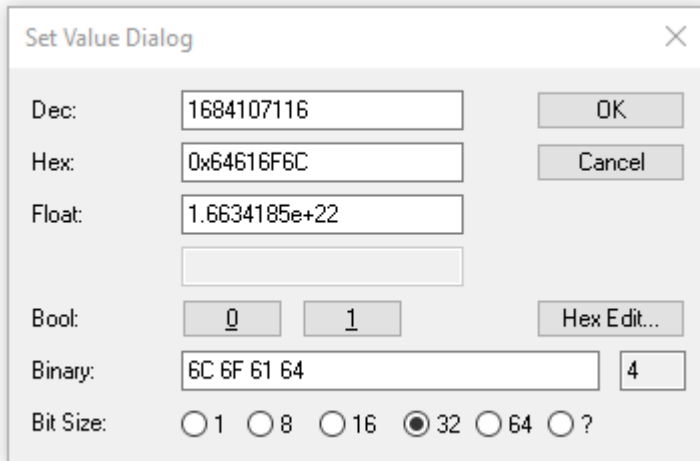 Set Value Dialog
Dec: 1684107116 OK
Hex: 0x64616F6C Cancel
Float: 1.6634185e+22
Bool: 0 1 Hex Edit...
Binary: 6C 6F 61 64 4
Bit Size: 1 8 16 32 64 ?